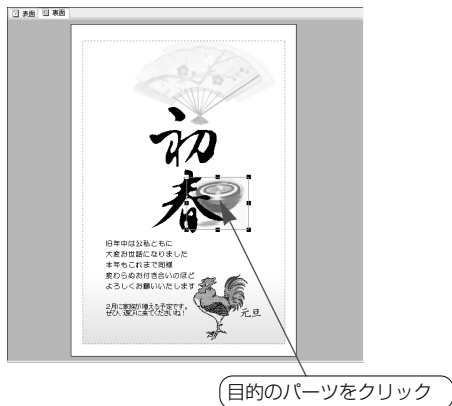 表面 裏面
初
春
旧年中は公私ともに
大変お世話になりました
本年もこれまで同様
変わらぬお付き合いのほど
よろしくお願いいたします
2月に家族が増える予定です。
ぜひ、遊びに来てくださいね！
元旦
目的のパーツをクリック